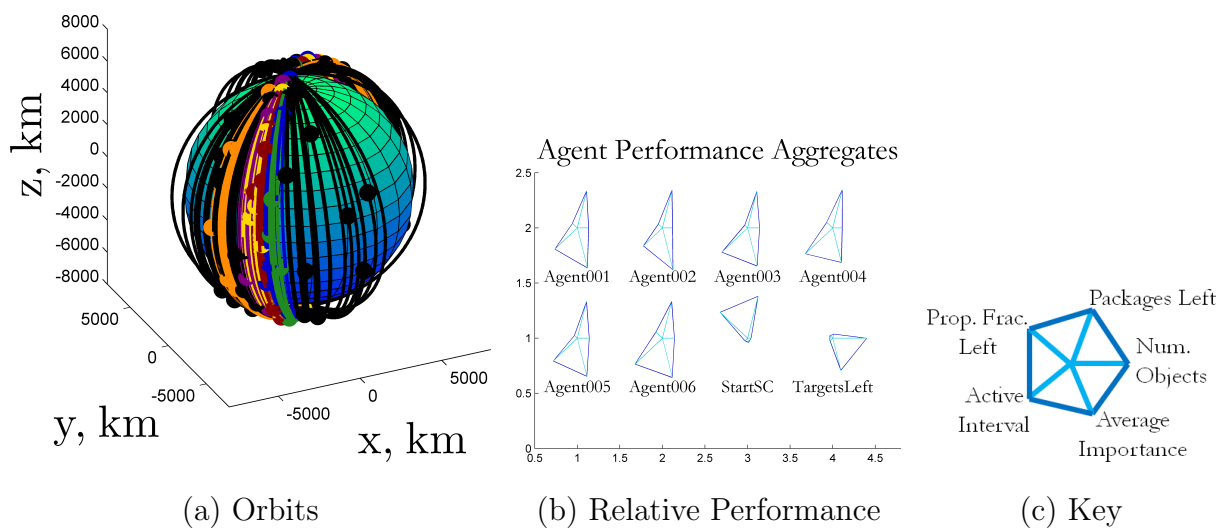 8000
6000
4000
2000
0
-2000
-4000
-6000
-8000
z, km
5000
0
-5000
y, km
-5000
0
5000
x, km
(a) Orbits
Agent Performance Aggregates
2.5
2
1.5
1
0.5
0
Agent001 Agent002 Agent003 Agent004
Agent005 Agent006 StartSC TargetsLeft
0.5 1 1.5 2 2.5 3 3.5 4 4.5
(b) Relative Performance
Packages Left
Prop. Frac.
Left
Num.
Objects
Active
Interval
Average
Importance
(c) Key